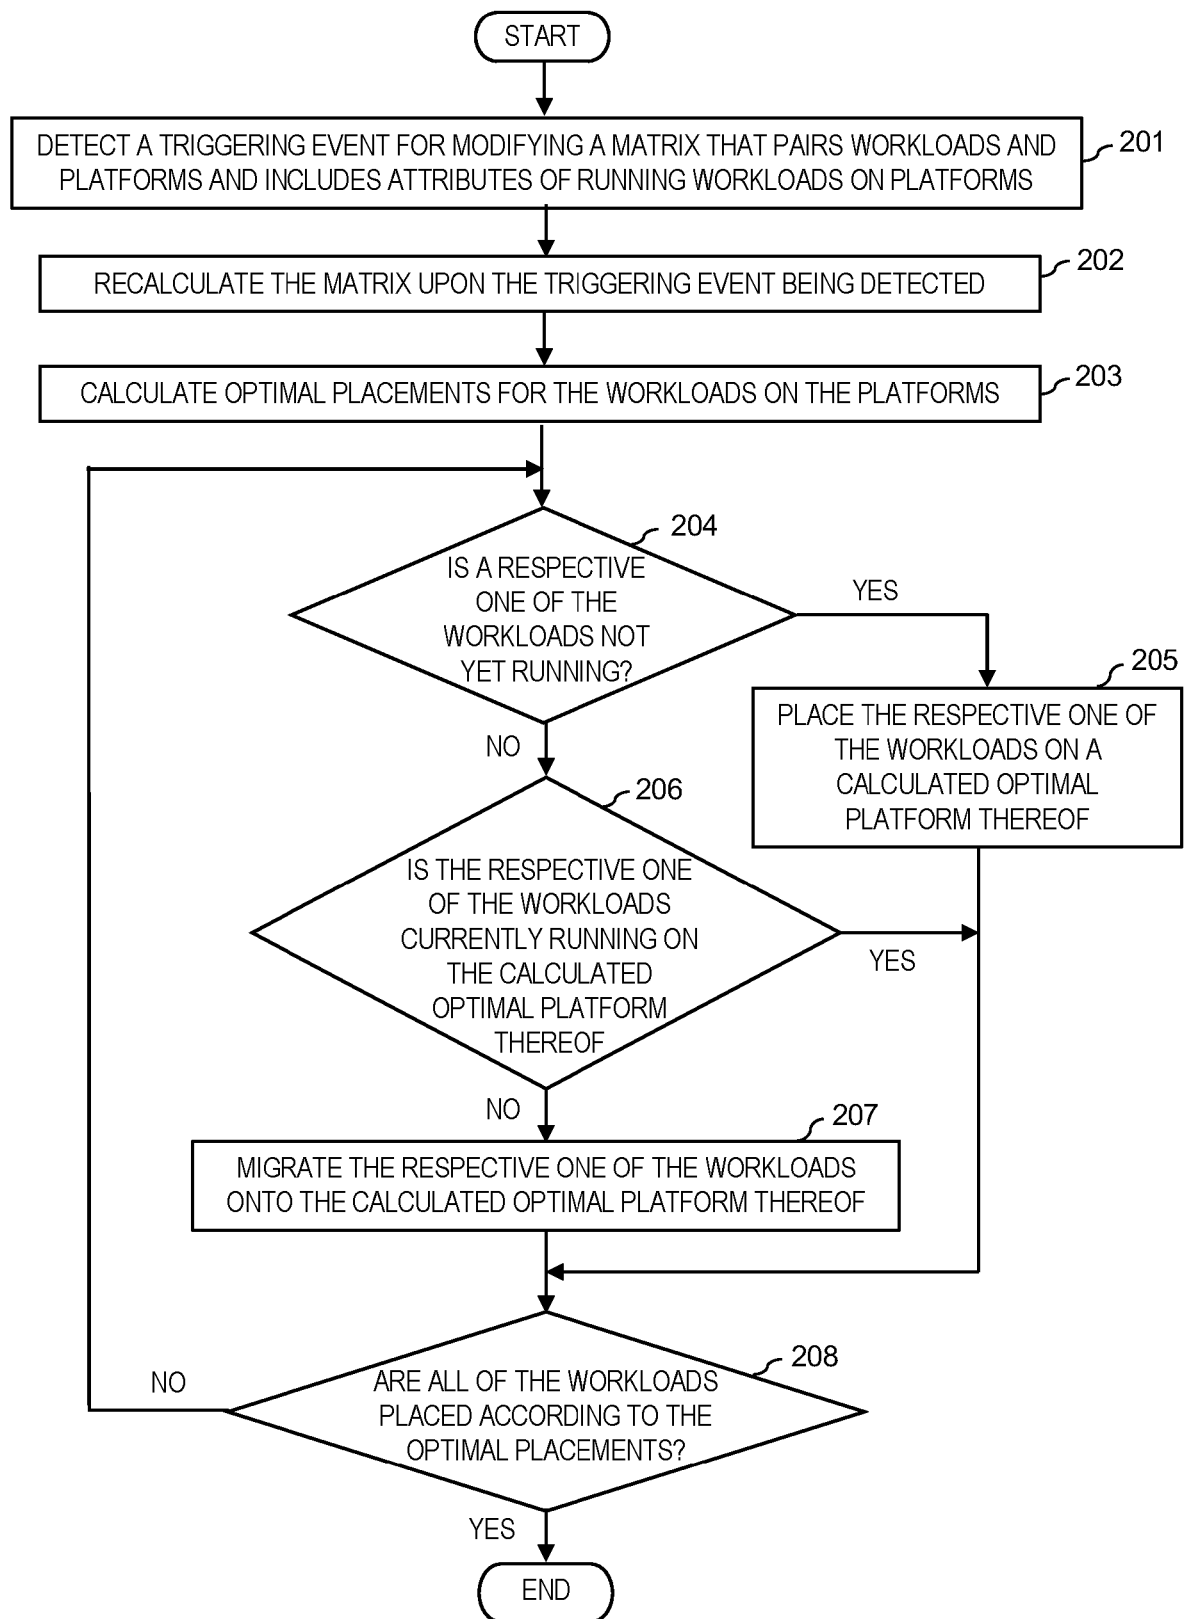 START
DETECT A TRIGGERING EVENT FOR MODIFYING A MATRIX THAT PAIRS WORKLOADS AND
PLATFORMS AND INCLUDES ATTRIBUTES OF RUNNING WORKLOADS ON PLATFORMS
201
RECALCULATE THE MATRIX UPON THE TRIGGERING EVENT BEING DETECTED
202
CALCULATE OPTIMAL PLACEMENTS FOR THE WORKLOADS ON THE PLATFORMS
203
204
IS A RESPECTIVE
ONE OF THE
WORKLOADS NOT
YET RUNNING?
YES
NO
205
PLACE THE RESPECTIVE ONE OF
THE WORKLOADS ON A
CALCULATED OPTIMAL
PLATFORM THEREOF
206
IS THE RESPECTIVE ONE
OF THE WORKLOADS
CURRENTLY RUNNING ON
THE CALCULATED
OPTIMAL PLATFORM
THEREOF
YES
NO
207
MIGRATE THE RESPECTIVE ONE OF THE WORKLOADS
ONTO THE CALCULATED OPTIMAL PLATFORM THEREOF
208
ARE ALL OF THE WORKLOADS
PLACED ACCORDING TO THE
OPTIMAL PLACEMENTS?
NO
YES
END